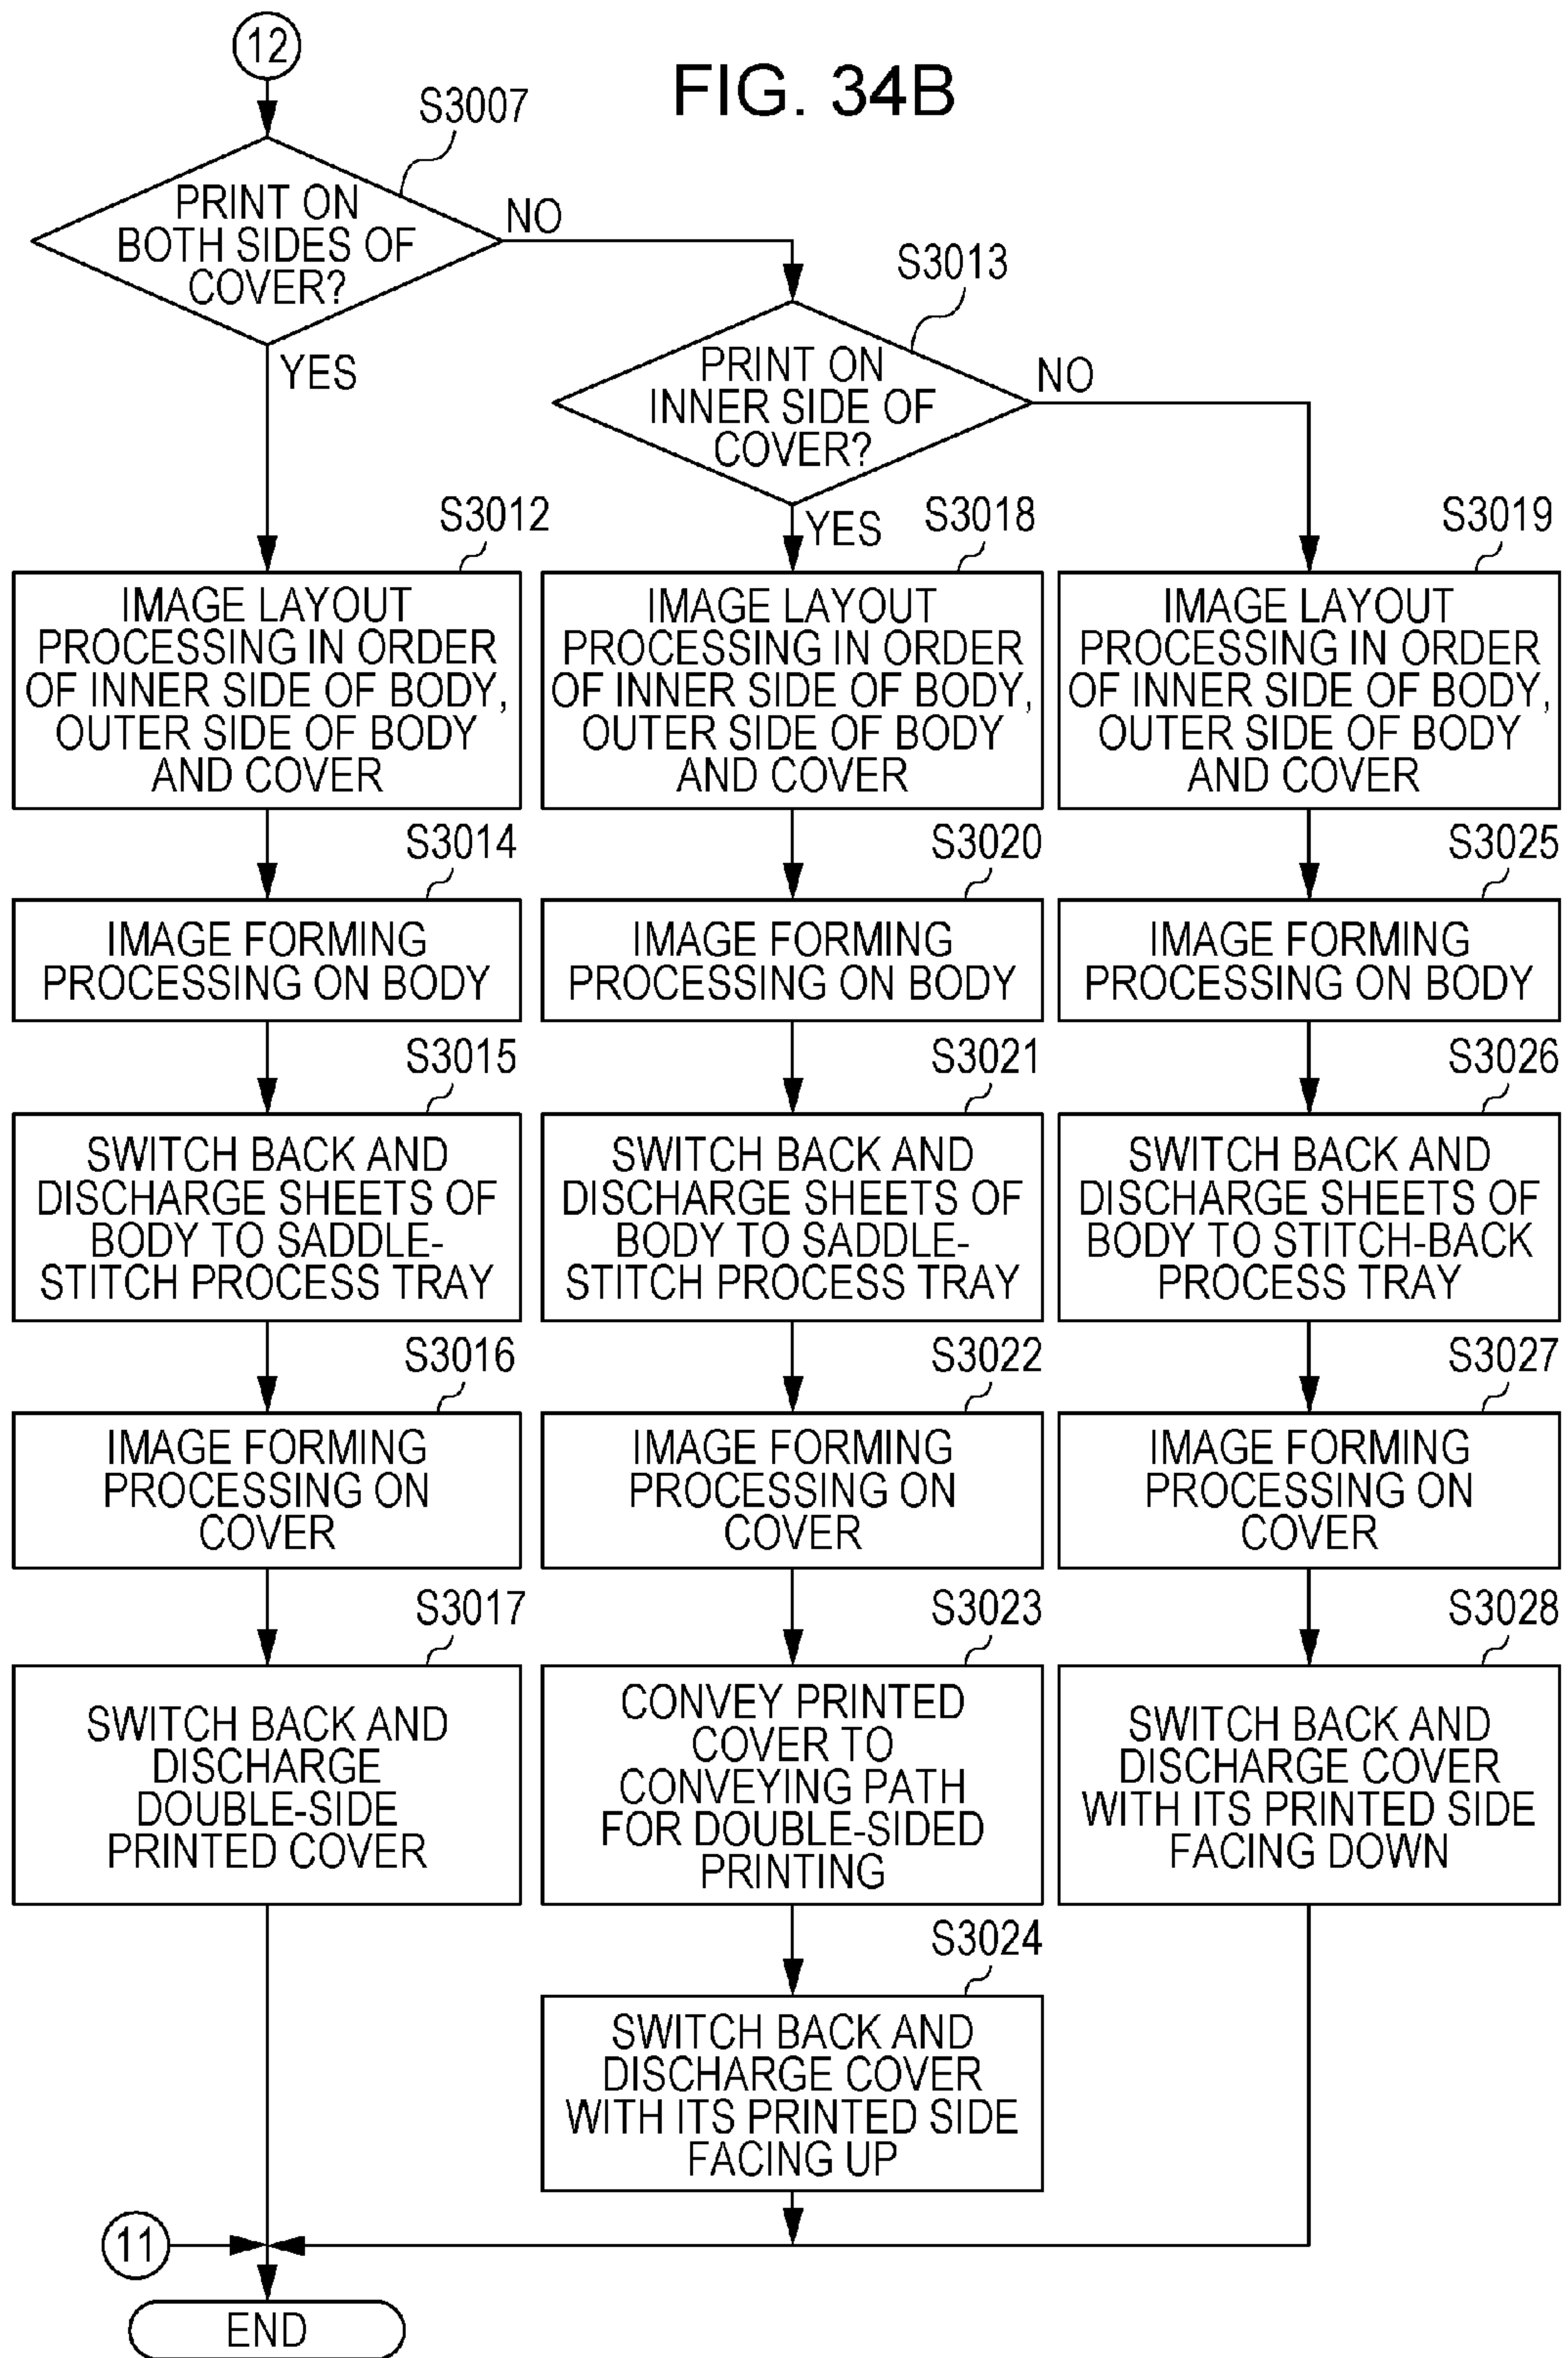 12
FIG. 34B
S3007
PRINT ON
BOTH SIDES OF
COVER?
NO
YES
S3013
PRINT ON
INNER SIDE OF
COVER?
NO
YES
S3012
IMAGE LAYOUT
PROCESSING IN ORDER
OF INNER SIDE OF BODY,
OUTER SIDE OF BODY
AND COVER
S3014
IMAGE FORMING
PROCESSING ON BODY
S3015
SWITCH BACK AND
DISCHARGE SHEETS OF
BODY TO SADDLE-
STITCH PROCESS TRAY
S3016
IMAGE FORMING
PROCESSING ON
COVER
S3017
SWITCH BACK AND
DISCHARGE
DOUBLE-SIDE
PRINTED COVER
S3018
IMAGE LAYOUT
PROCESSING IN ORDER
OF INNER SIDE OF BODY,
OUTER SIDE OF BODY
AND COVER
S3020
IMAGE FORMING
PROCESSING ON BODY
S3021
SWITCH BACK AND
DISCHARGE SHEETS OF
BODY TO SADDLE-
STITCH PROCESS TRAY
S3022
IMAGE FORMING
PROCESSING ON
COVER
S3023
CONVEY PRINTED
COVER TO
CONVEYING PATH
FOR DOUBLE-SIDED
PRINTING
S3024
SWITCH BACK AND
DISCHARGE COVER
WITH ITS PRINTED SIDE
FACING UP
S3019
IMAGE LAYOUT
PROCESSING IN ORDER
OF INNER SIDE OF BODY,
OUTER SIDE OF BODY
AND COVER
S3025
IMAGE FORMING
PROCESSING ON BODY
S3026
SWITCH BACK AND
DISCHARGE SHEETS OF
BODY TO STITCH-BACK
PROCESS TRAY
S3027
IMAGE FORMING
PROCESSING ON
COVER
S3028
SWITCH BACK AND
DISCHARGE COVER
WITH ITS PRINTED SIDE
FACING DOWN
11
END